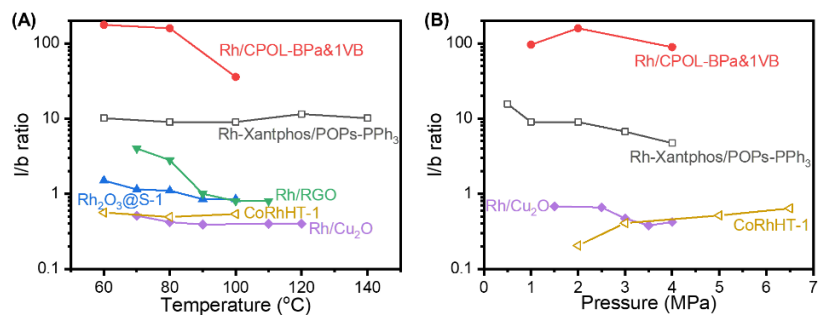 (A)
I/b ratio
100
10
1
0.1
Rh/CPOL-BPa&1VB
Rh-Xantphos/POPs-PPh₃
Rh/RGO
Rh₂O₃@S-1
CoRhHT-1
Rh/Cu₂O
60 80 100 120 140
Temperature (°C)
(B)
I/b ratio
100
10
1
0.1
Rh/CPOL-BPa&1VB
Rh-Xantphos/POPs-PPh₃
Rh/Cu₂O
CoRhHT-1
0 1 2 3 4 5 6 7
Pressure (MPa)